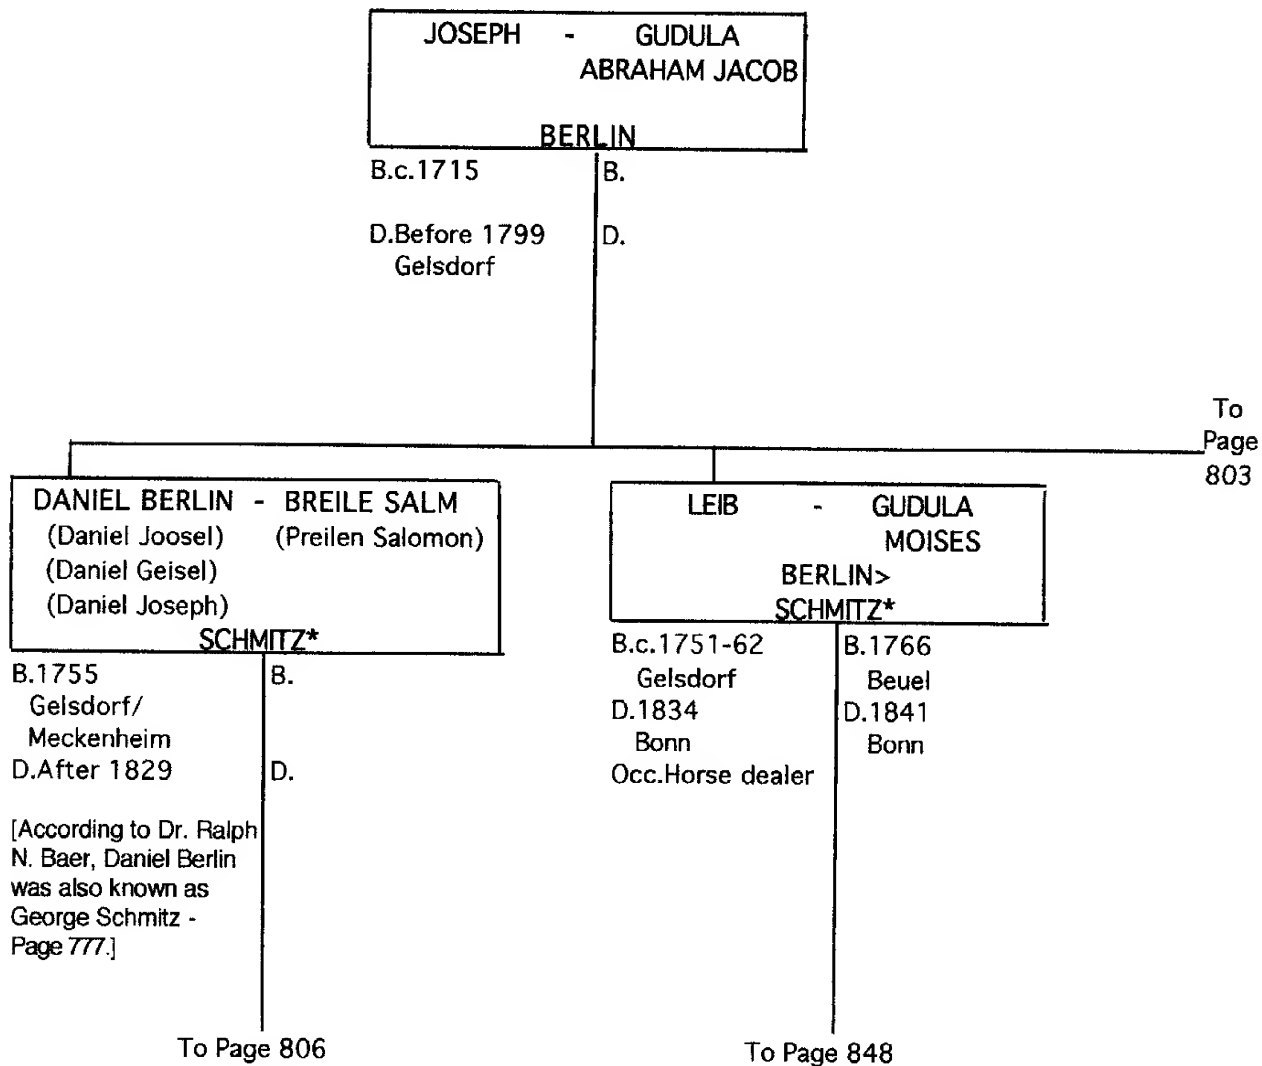 JOSEPH - GUDULA
ABRAHAM JACOB
BERLIN
B.c.1715 B.
D.Before 1799 D.
Gelsdorf
To
Page
803
DANIEL BERLIN - BREILE SALM
(Daniel Joosel) (Preilen Salomon)
(Daniel Geisel)
(Daniel Joseph)
SCHMITZ*
B.1755 B.
Gelsdorf/
Meckenheim
D.After 1829 D.
[According to Dr. Ralph
N. Baer, Daniel Berlin
was also known as
George Schmitz -
Page 777.]
To Page 806
LEIB - GUDULA
MOISES
BERLIN>
SCHMITZ*
B.c.1751-62 B.1766
Gelsdorf Beuel
D.1834 D.1841
Bonn Bonn
Occ.Horse dealer
To Page 848